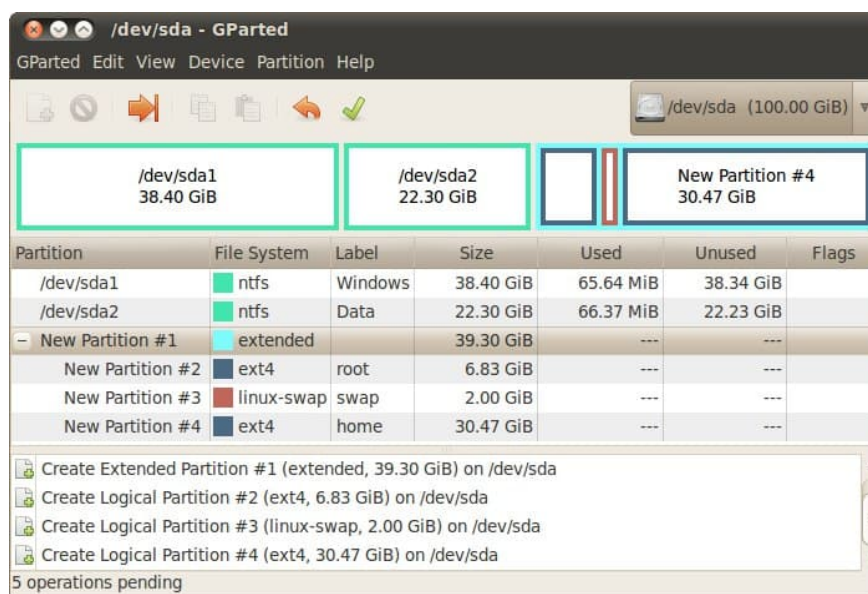 /dev/sda - GParted
GParted Edit View Device Partition Help
/dev/sda (100.00 GiB)
/dev/sda1
38.40 GiB
/dev/sda2
22.30 GiB
New Partition #4
30.47 GiB
Partition File System Label Size Used Unused Flags
/dev/sda1 ntfs Windows 38.40 GiB 65.64 MiB 38.34 GiB
/dev/sda2 ntfs Data 22.30 GiB 66.37 MiB 22.23 GiB
New Partition #1 extended 39.30 GiB --- ---
New Partition #2 ext4 root 6.83 GiB --- ---
New Partition #3 linux-swap swap 2.00 GiB --- ---
New Partition #4 ext4 home 30.47 GiB --- ---
Create Extended Partition #1 (extended, 39.30 GiB) on /dev/sda
Create Logical Partition #2 (ext4, 6.83 GiB) on /dev/sda
Create Logical Partition #3 (linux-swap, 2.00 GiB) on /dev/sda
Create Logical Partition #4 (ext4, 30.47 GiB) on /dev/sda
5 operations pending